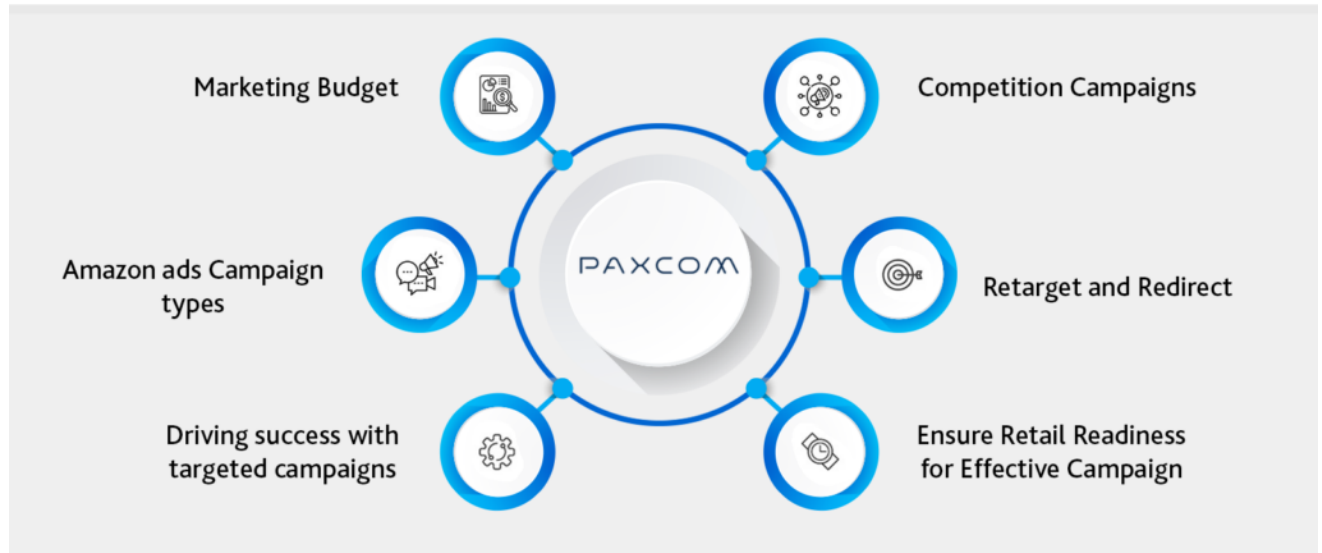 Marketing Budget
Competition Campaigns
Amazon ads Campaign
types
PAXCOM
Retarget and Redirect
Driving success with
targeted campaigns
Ensure Retail Readiness
for Effective Campaign